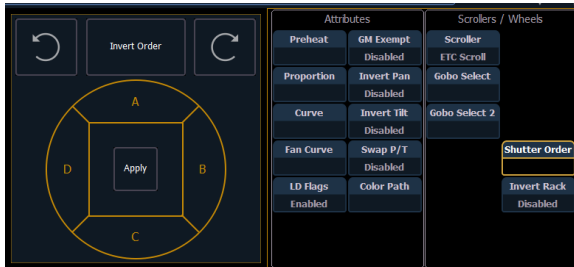 Invert Order
A
D
Apply
B
C
Attributes
Preheat
GM Exempt
Disabled
Proportion
Invert Pan
Disabled
Curve
Invert Tilt
Disabled
Fan Curve
Swap P/T
Disabled
LD Flags
Enabled
Color Path
Scrollers / Wheels
Scroller
ETC Scroll
Gobo Select
Gobo Select 2
Shutter Order
Invert Rack
Disabled